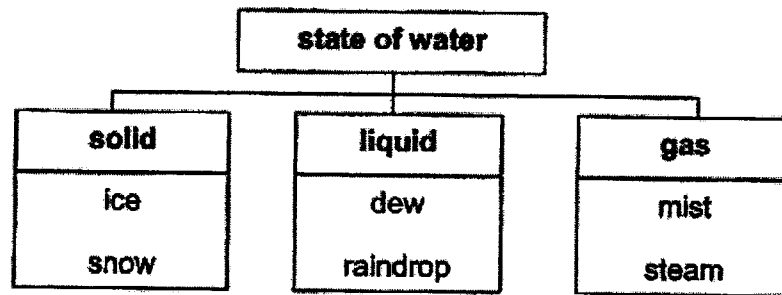 state of water
solid
liquid
gas
ice
dew
mist
snow
raindrop
steam